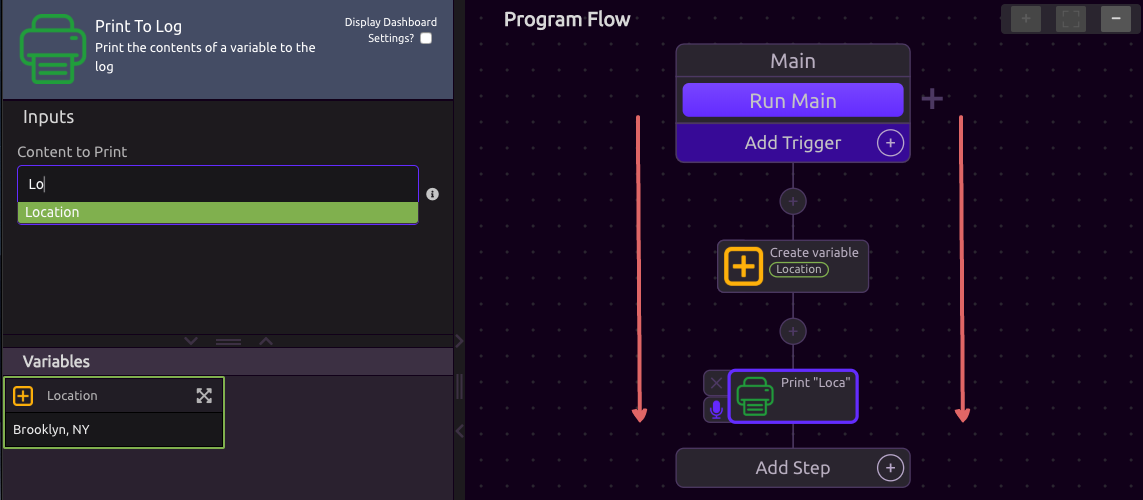 Print To Log
Print the contents of a variable to the
log
Display Dashboard
Settings?
Inputs
Content to Print
Lo
Location
Variables
Location
Brooklyn, NY
Program Flow
Main
Run Main
Add Trigger
Create variable
Location
Print "Loca"
Add Step